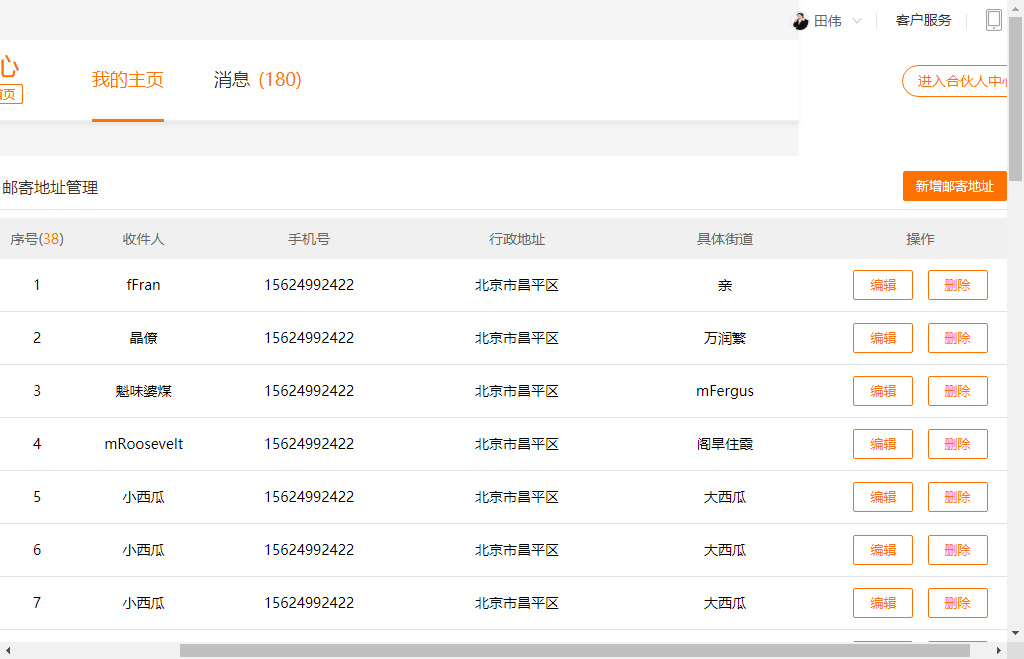 田伟 客户服务
心
首页
我的主页 消息 (180)
进入合伙人中心
邮寄地址管理 新增邮寄地址
序号(38) 收件人 手机号 行政地址 具体街道 操作
1 fFran 15624992422 北京市昌平区 亲 编辑 删除
2 晶僚 15624992422 北京市昌平区 万润繁 编辑 删除
3 魁味婆煤 15624992422 北京市昌平区 mFergus 编辑 删除
4 mRoosevelt 15624992422 北京市昌平区 阁旱住霞 编辑 删除
5 小西瓜 15624992422 北京市昌平区 大西瓜 编辑 删除
6 小西瓜 15624992422 北京市昌平区 大西瓜 编辑 删除
7 小西瓜 15624992422 北京市昌平区 大西瓜 编辑 删除